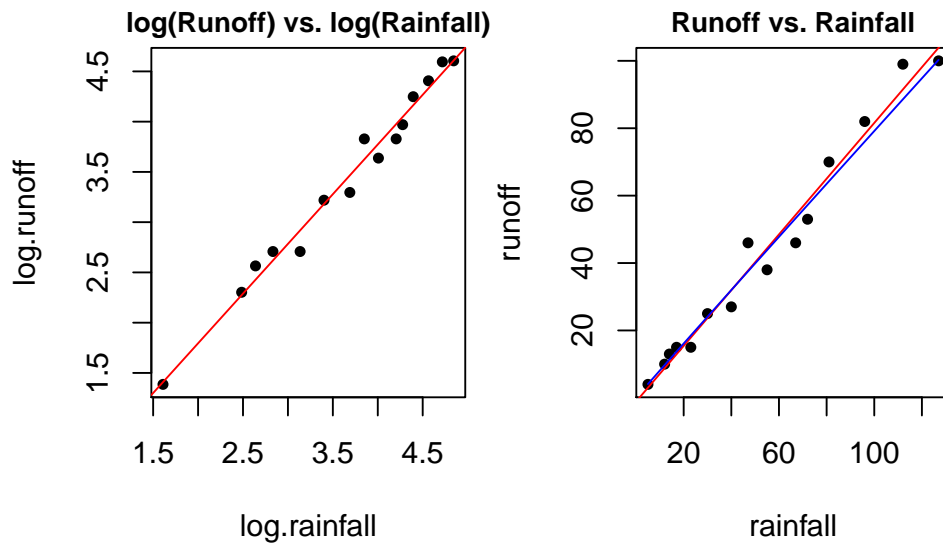 log(Runoff) vs. log(Rainfall)
log.runoff
4.5
3.5
2.5
1.5
1.5 2.5 3.5 4.5
log.rainfall
Runoff vs. Rainfall
runoff
80
60
40
20
20 60 100
rainfall